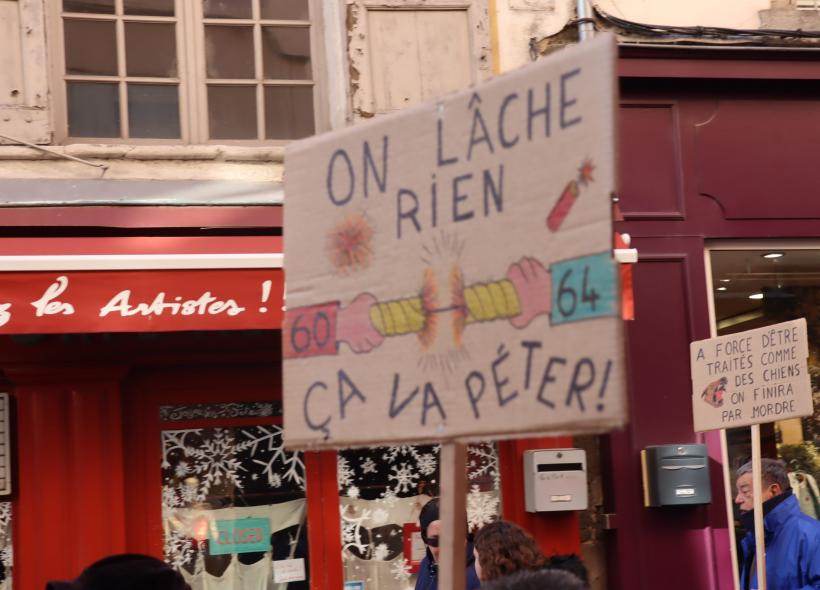 ON LÂCHE
RIEN
60
64
ÇA VA PÉTER!
les Artistes !
CLOSED
A FORCE D'ÊTRE
TRAITÉS COMME
DES CHIENS
ON FINIRA
PAR MORDRE